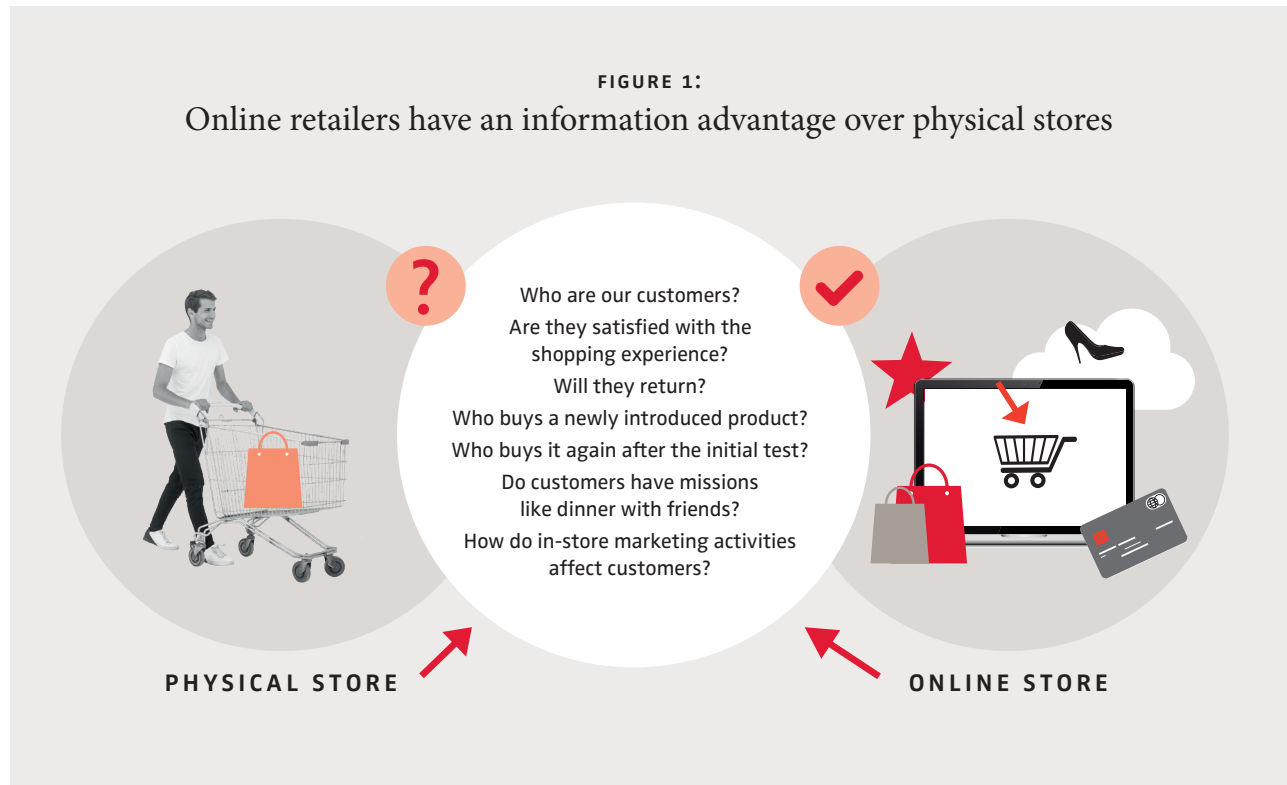 FIGURE 1:
Online retailers have an information advantage over physical stores
?
Who are our customers?
Are they satisfied with the
shopping experience?
Will they return?
Who buys a newly introduced product?
Who buys it again after the initial test?
Do customers have missions
like dinner with friends?
How do in-store marketing activities
affect customers?
PHYSICAL STORE
ONLINE STORE